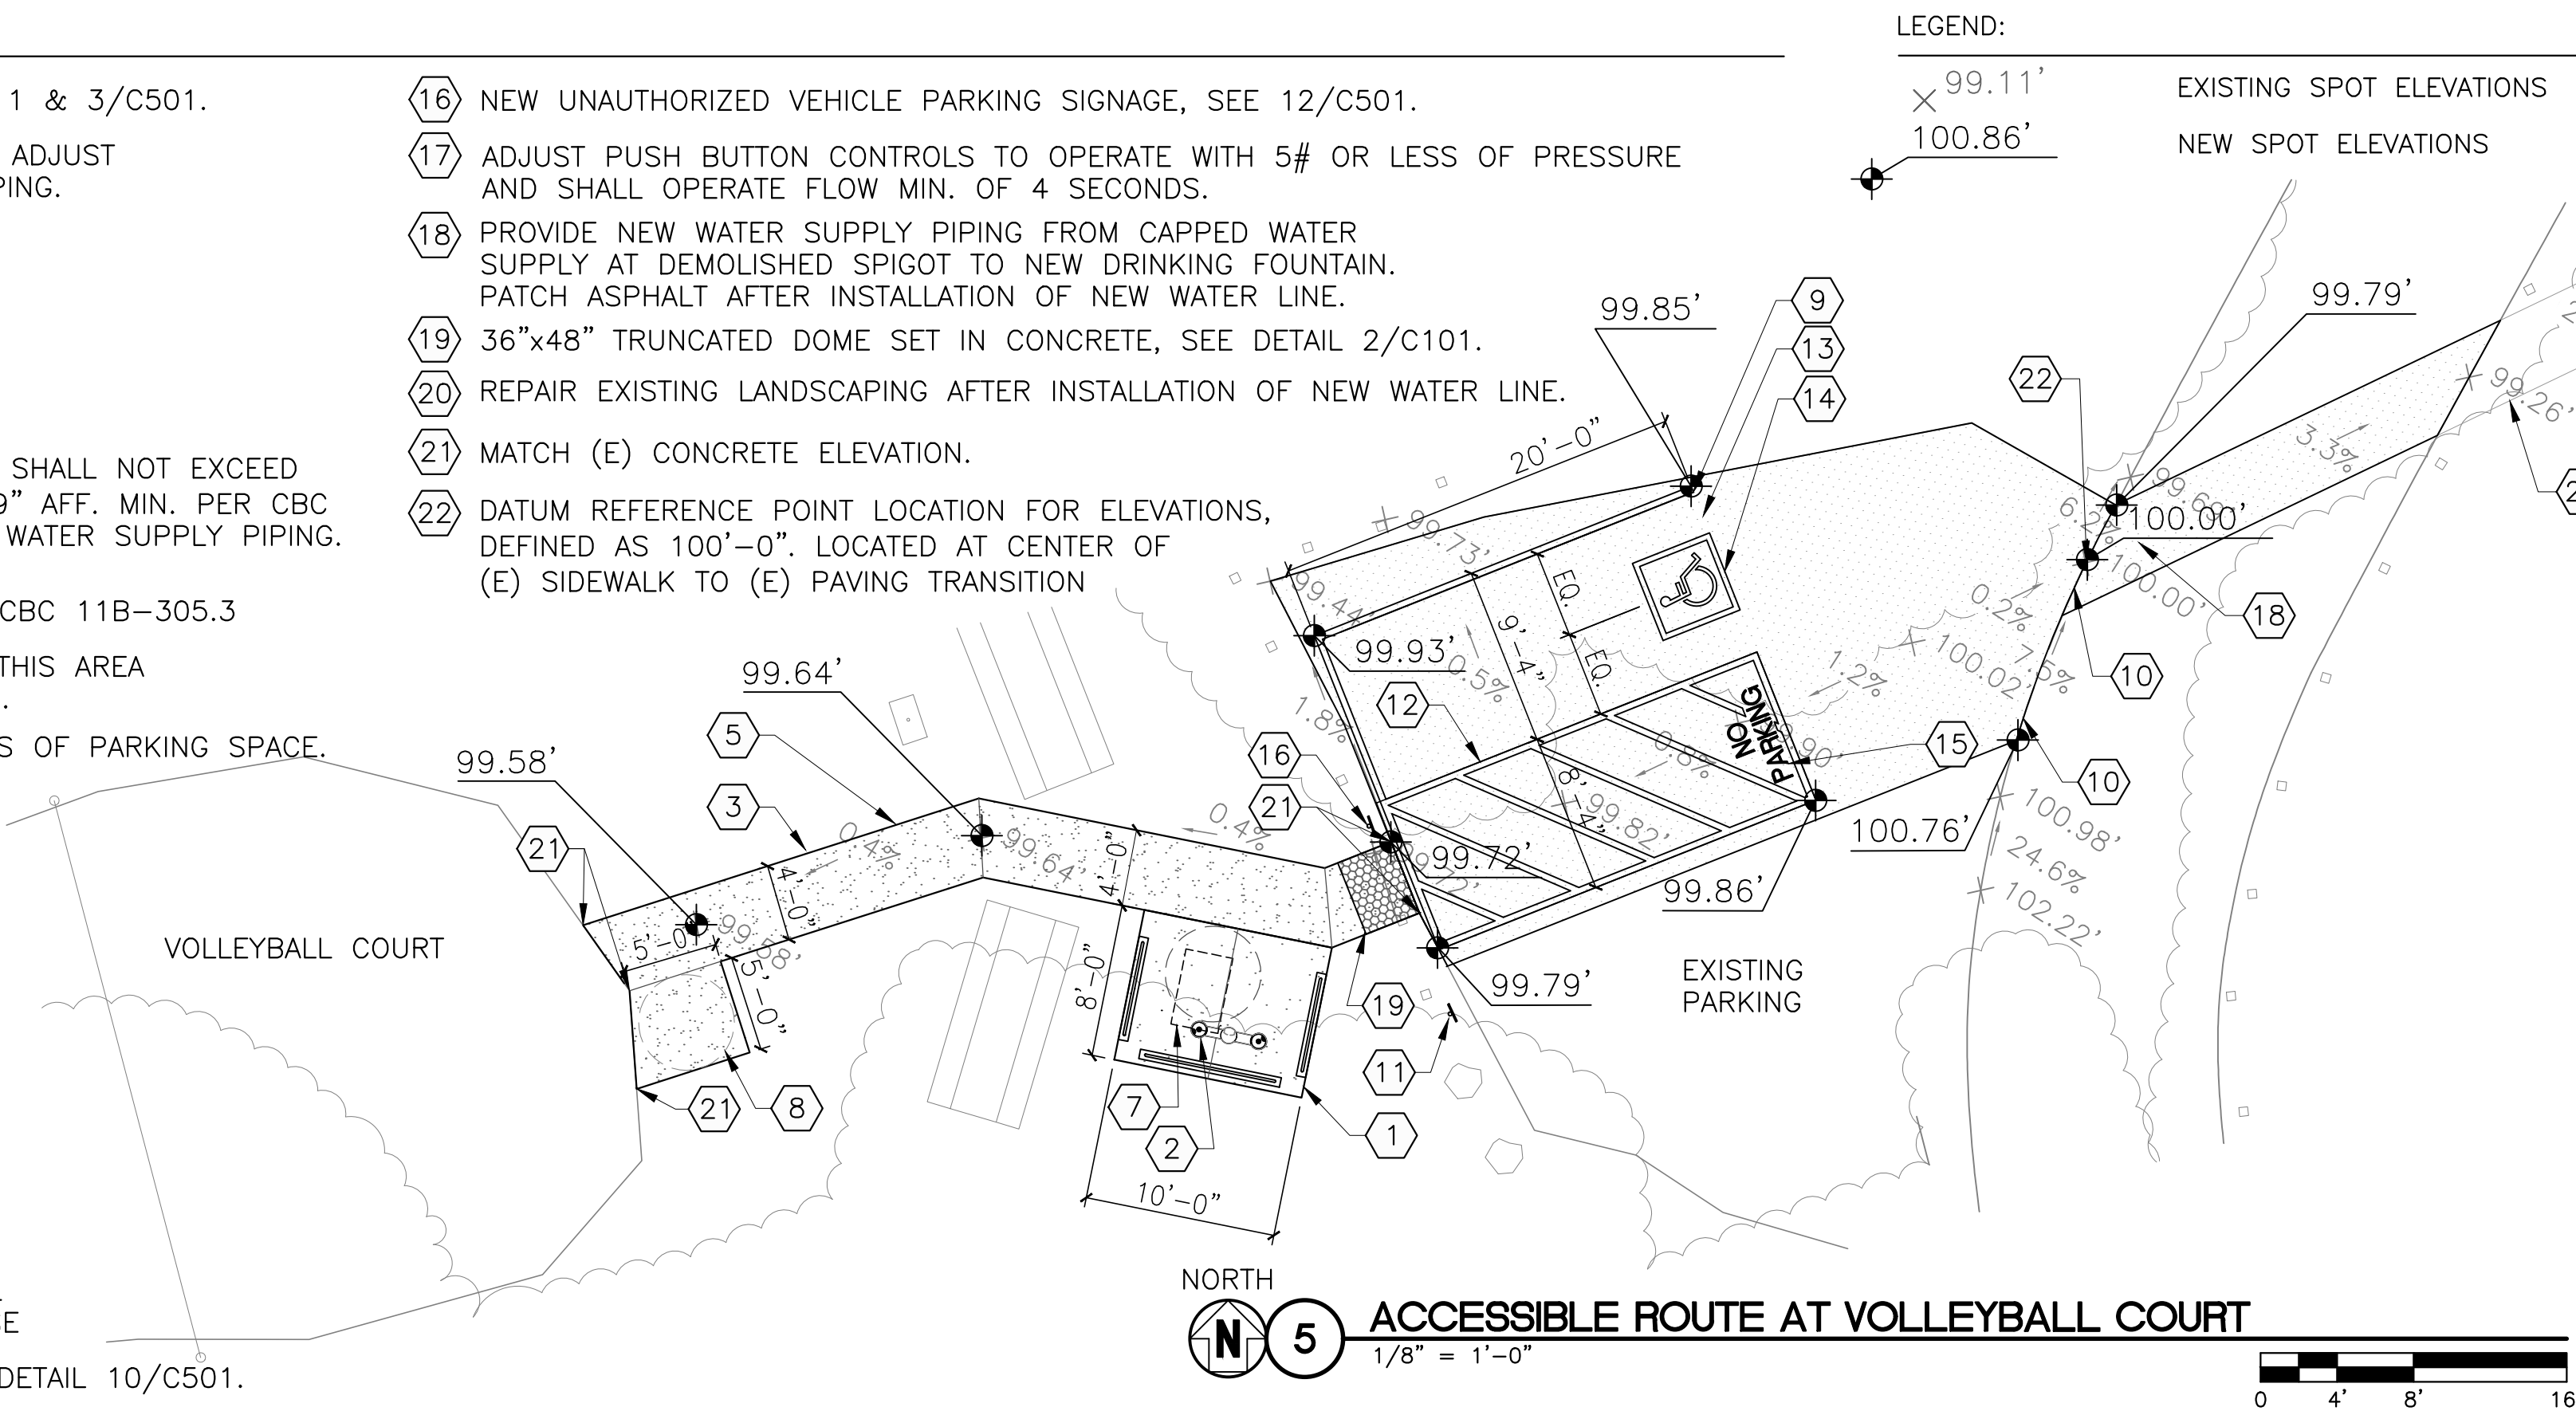 1 & 3/C501.
ADJUST
PING.
SHALL NOT EXCEED
9" AFF. MIN. PER CBC
WATER SUPPLY PIPING.
CBC 11B-305.3
THIS AREA
S OF PARKING SPACE.
DETAIL 10/C501.
16 NEW UNAUTHORIZED VEHICLE PARKING SIGNAGE, SEE 12/C501.
17 ADJUST PUSH BUTTON CONTROLS TO OPERATE WITH 5# OR LESS OF PRESSURE
AND SHALL OPERATE FLOW MIN. OF 4 SECONDS.
18 PROVIDE NEW WATER SUPPLY PIPING FROM CAPPED WATER
SUPPLY AT DEMOLISHED SPIGOT TO NEW DRINKING FOUNTAIN.
PATCH ASPHALT AFTER INSTALLATION OF NEW WATER LINE.
19 36"x48" TRUNCATED DOME SET IN CONCRETE, SEE DETAIL 2/C101.
20 REPAIR EXISTING LANDSCAPING AFTER INSTALLATION OF NEW WATER LINE.
21 MATCH (E) CONCRETE ELEVATION.
22 DATUM REFERENCE POINT LOCATION FOR ELEVATIONS,
DEFINED AS 100'-0". LOCATED AT CENTER OF
(E) SIDEWALK TO (E) PAVING TRANSITION
LEGEND:
99.11' EXISTING SPOT ELEVATIONS
100.86' NEW SPOT ELEVATIONS
99.85'
9
13
14
22
99.79'
20'-0"
99.73'
99.44'
99.93'
0.5%
9'-4"
EQ.
EQ.
1.8%
12
99.69'
6.2%
100.00'
100.00'
3.3%
99.26'
18
10
0.2%
100.02'
7.5%
1.2%
10
100.76'
100.98'
24.6%
102.22'
NO
PARKING
15
0.8%
8'-4"
99.82'
99.86'
16
21
99.72'
99.79'
EXISTING
PARKING
99.64'
5
3
99.58'
21
0.4%
99.64'
0.4%
4'-0"
4'-0"
99.58'
5'-0"
5'-0"
21
8
VOLLEYBALL COURT
8'-0"
10'-0"
7
2
1
19
11
NORTH
N
5
ACCESSIBLE ROUTE AT VOLLEYBALL COURT
1/8" = 1'-0"
0 4' 8' 16